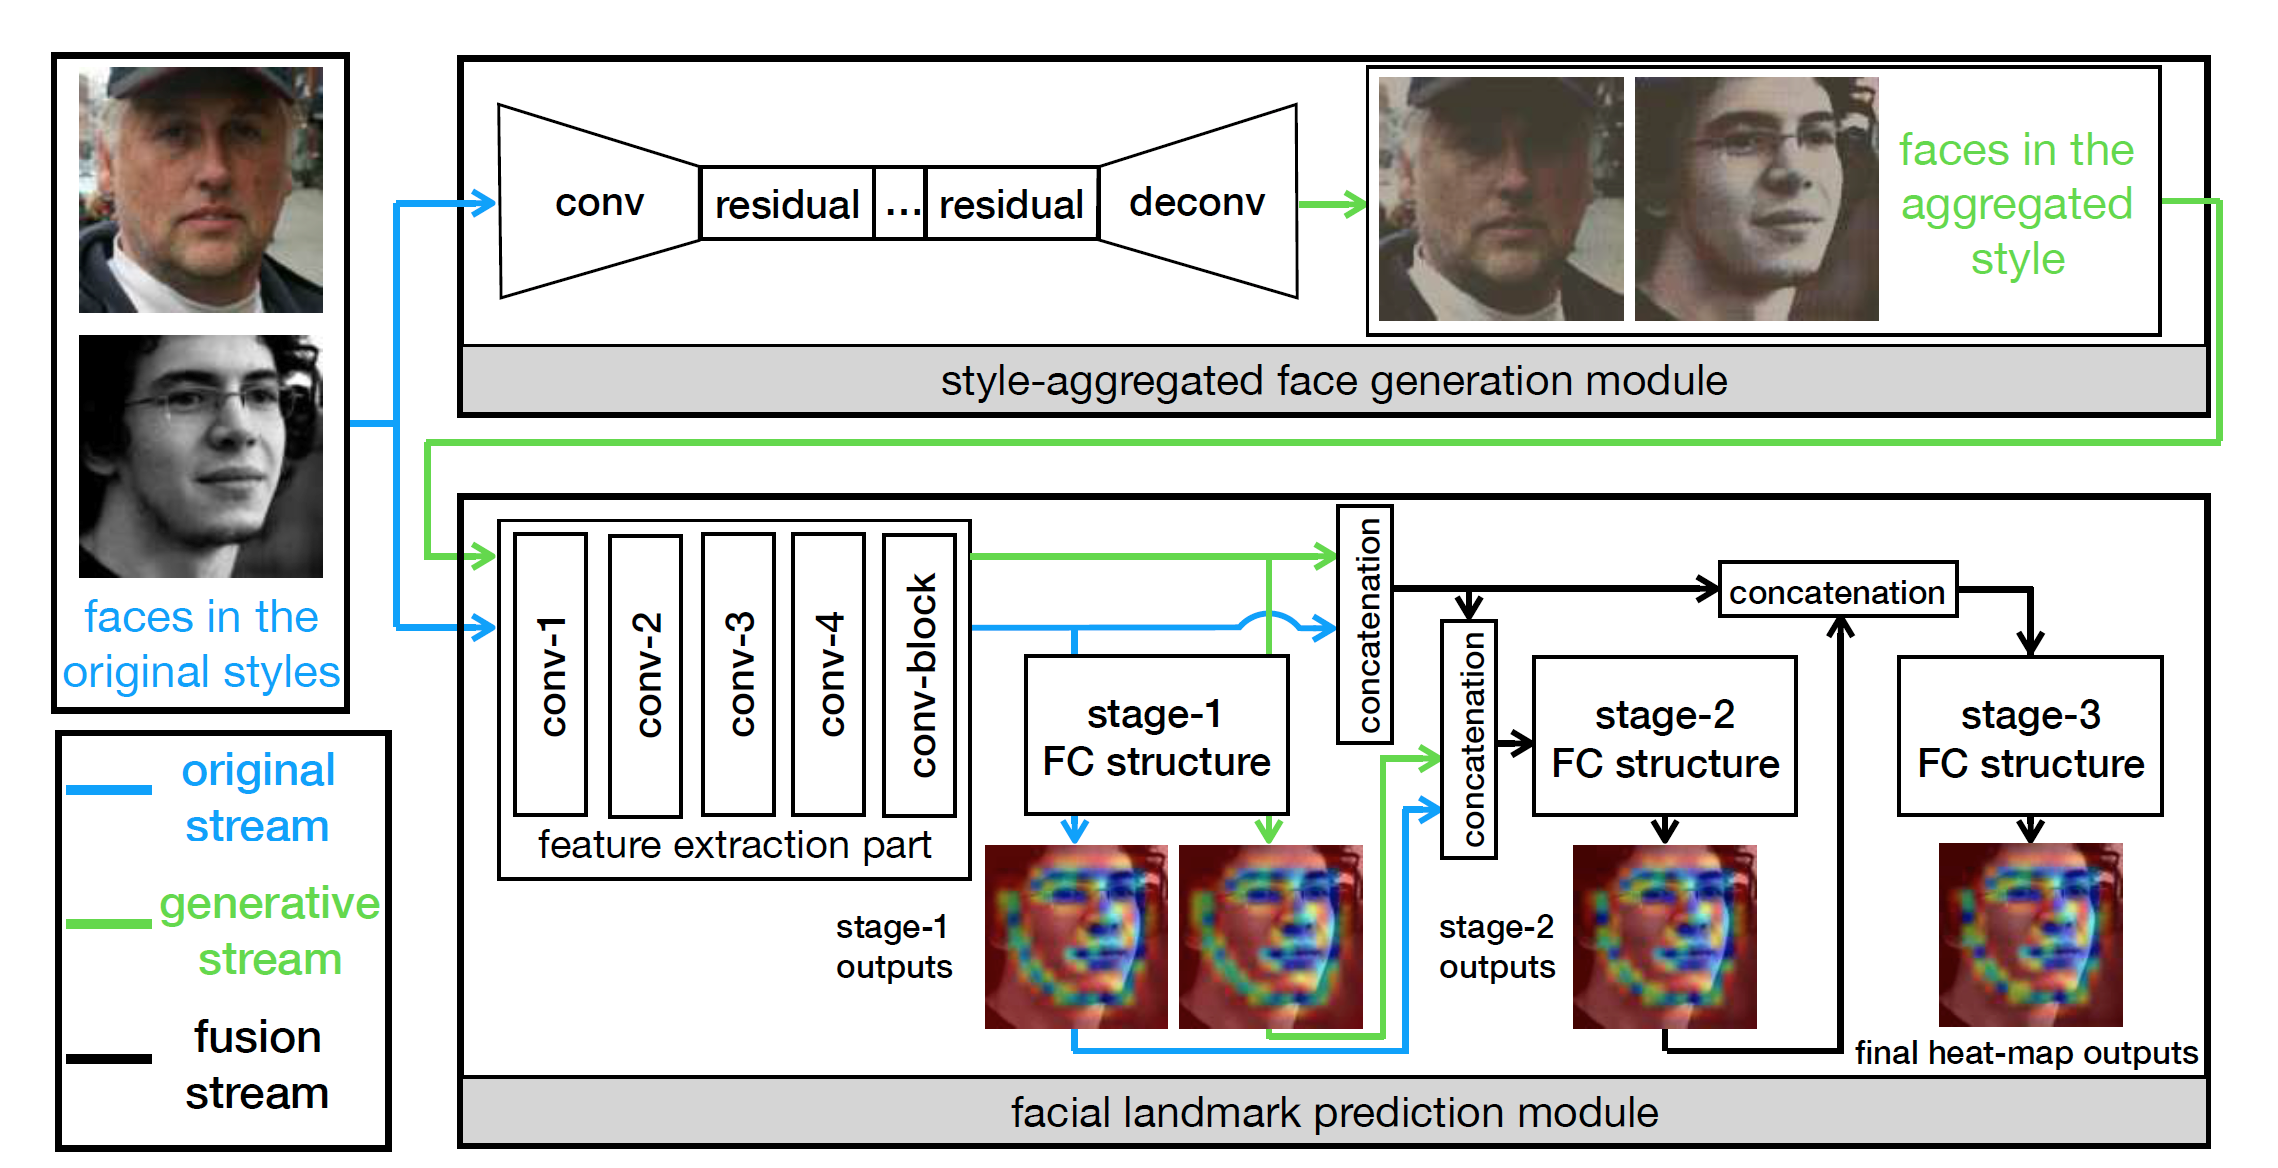 faces in the
original styles
original
stream
generative
stream
fusion
stream
conv
residual
...
residual
deconv
faces in the
aggregated
style
style-aggregated face generation module
conv-1
conv-2
conv-3
conv-4
conv-block
feature extraction part
stage-1
FC structure
stage-1
outputs
concatenation
concatenation
stage-2
FC structure
stage-2
outputs
concatenation
stage-3
FC structure
final heat-map outputs
facial landmark prediction module